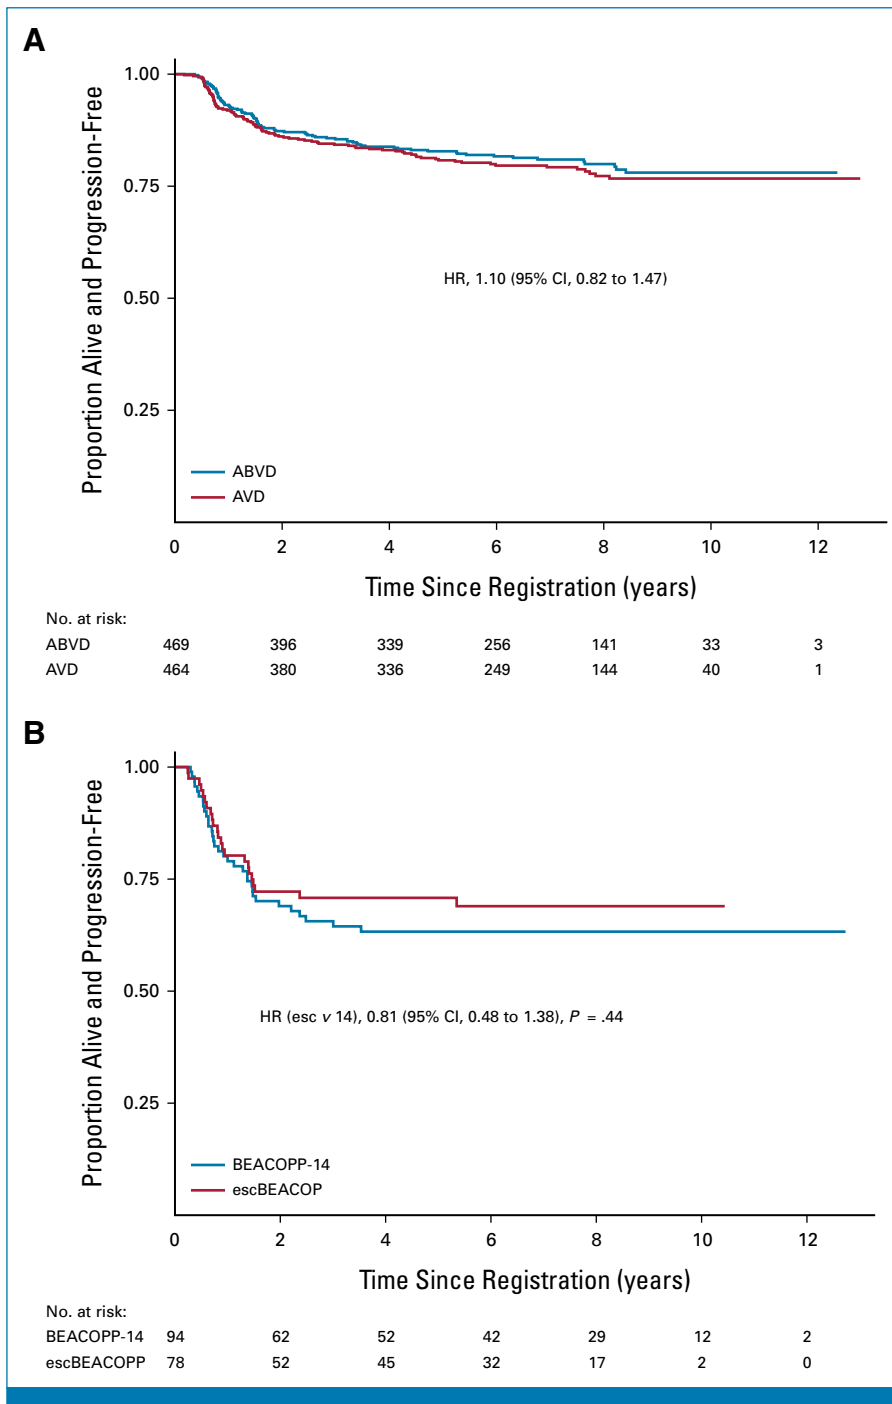 A
Proportion Alive and Progression-Free
1.00
0.75
0.50
0.25
HR, 1.10 (95% CI, 0.82 to 1.47)
ABVD
AVD
0 2 4 6 8 10 12
Time Since Registration (years)
No. at risk:
ABVD 469 396 339 256 141 33 3
AVD 464 380 336 249 144 40 1
B
Proportion Alive and Progression-Free
1.00
0.75
0.50
0.25
HR (esc v 14), 0.81 (95% CI, 0.48 to 1.38), P = .44
BEACOPP-14
escBEACOP
0 2 4 6 8 10 12
Time Since Registration (years)
No. at risk:
BEACOPP-14 94 62 52 42 29 12 2
escBEACOPP 78 52 45 32 17 2 0